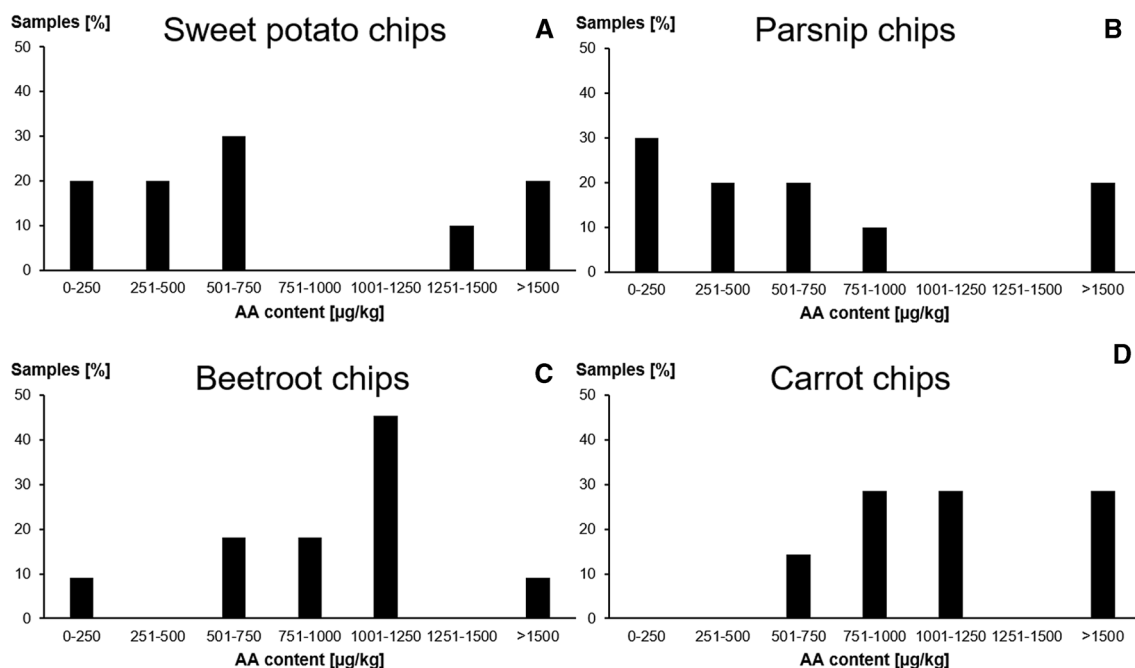 Samples [%]
Sweet potato chips
A
50
40
30
20
10
0
0-250 251-500 501-750 751-1000 1001-1250 1251-1500 >1500
AA content [µg/kg]
Samples [%]
Parsnip chips
B
50
40
30
20
10
0
0-250 251-500 501-750 751-1000 1001-1250 1251-1500 >1500
AA content [µg/kg]
Samples [%]
Beetroot chips
C
50
40
30
20
10
0
0-250 251-500 501-750 751-1000 1001-1250 1251-1500 >1500
AA content [µg/kg]
Samples [%]
Carrot chips
D
50
40
30
20
10
0
0-250 251-500 501-750 751-1000 1001-1250 1251-1500 >1500
AA content [µg/kg]